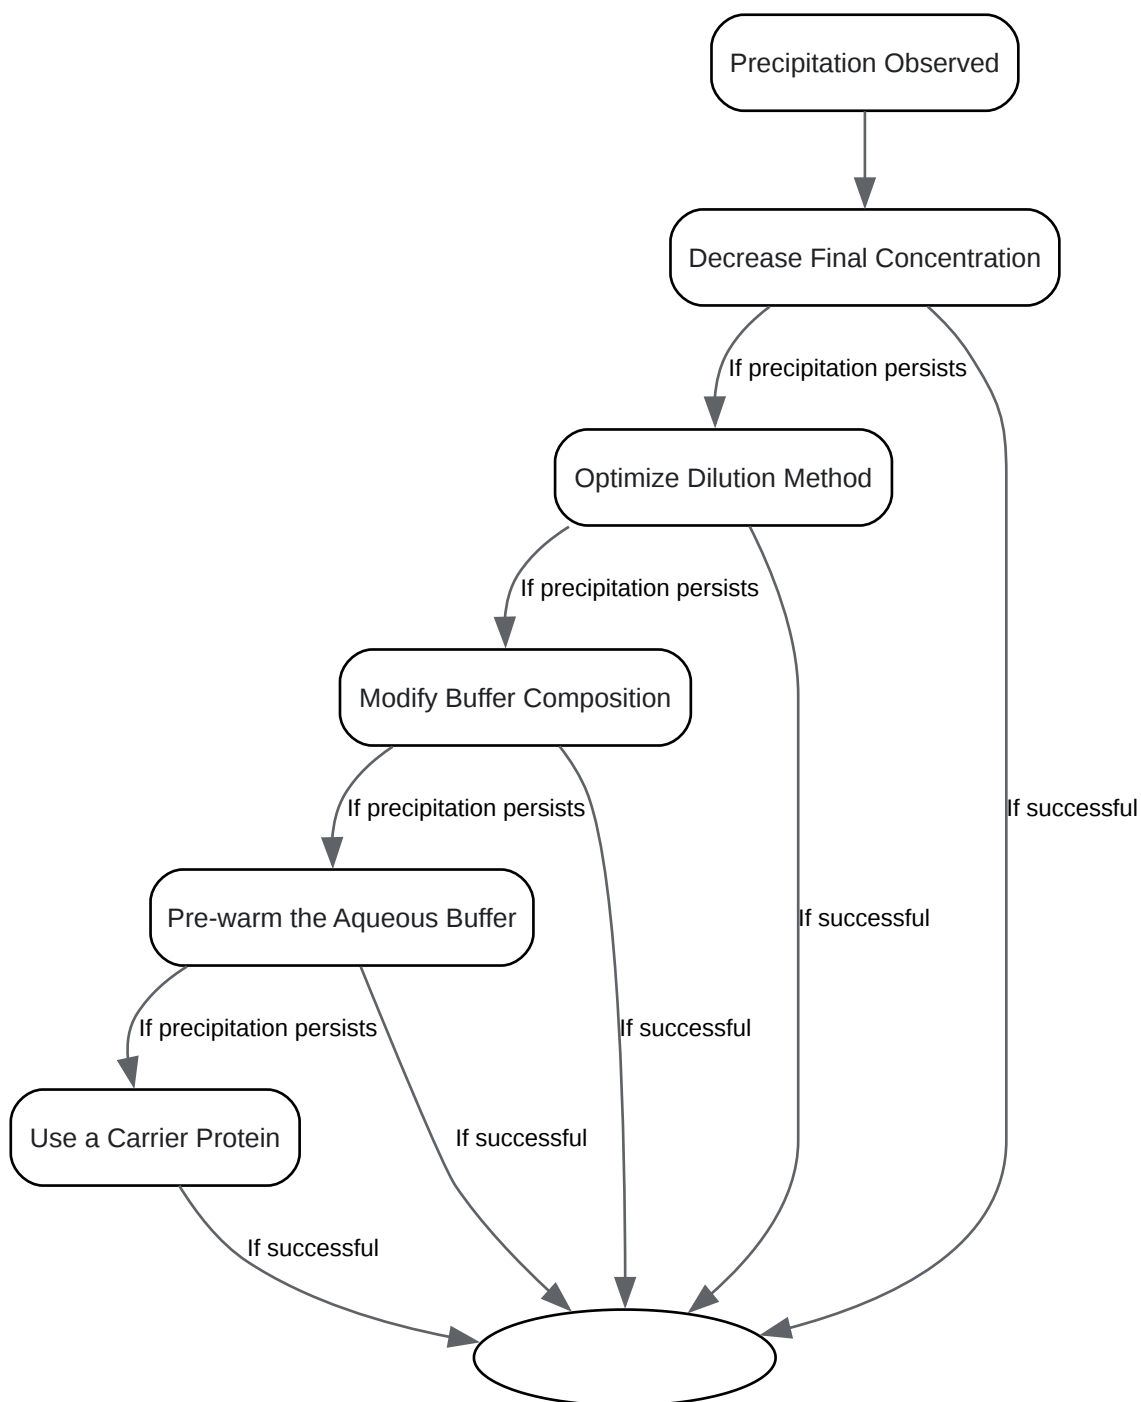 Precipitation Observed
Decrease Final Concentration
If precipitation persists
Optimize Dilution Method
If precipitation persists
Modify Buffer Composition
If precipitation persists
If successful
Pre-warm the Aqueous Buffer
If successful
If precipitation persists
If successful
Use a Carrier Protein
If successful
If successful